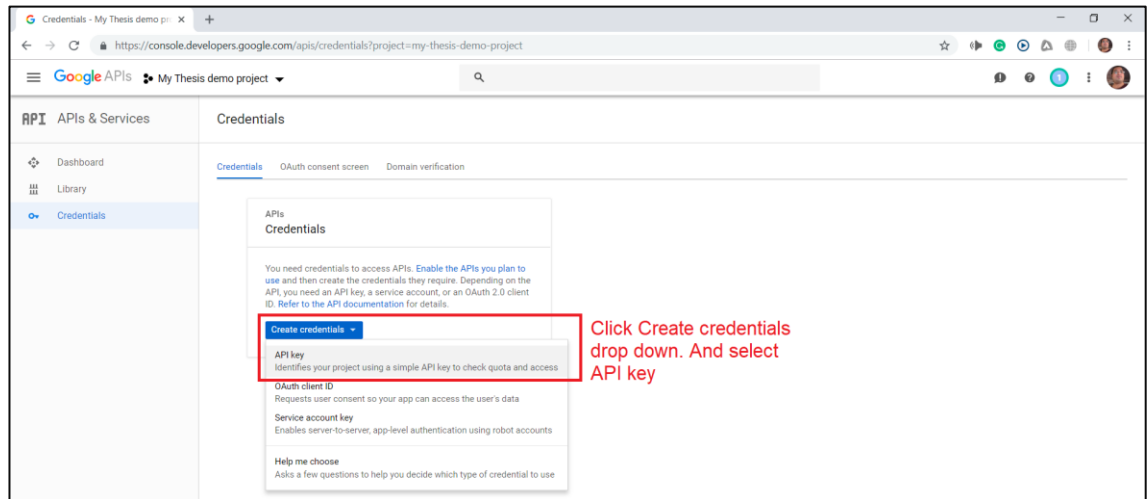 Credentials - My Thesis demo pr
https://console.developers.google.com/apis/credentials?project=my-thesis-demo-project
Google APIs My Thesis demo project
1
API APIs & Services
Credentials
Dashboard
Library
Credentials
Credentials OAuth consent screen Domain verification
APIs
Credentials
You need credentials to access APIs. Enable the APIs you plan to
use and then create the credentials they require. Depending on the
API, you need an API key, a service account, or an OAuth 2.0 client
ID. Refer to the API documentation for details.
Create credentials
API key
Identifies your project using a simple API key to check quota and access
OAuth client ID
Requests user consent so your app can access the user's data
Service account key
Enables server-to-server, app-level authentication using robot accounts
Help me choose
Asks a few questions to help you decide which type of credential to use
Click Create credentials
drop down. And select
API key